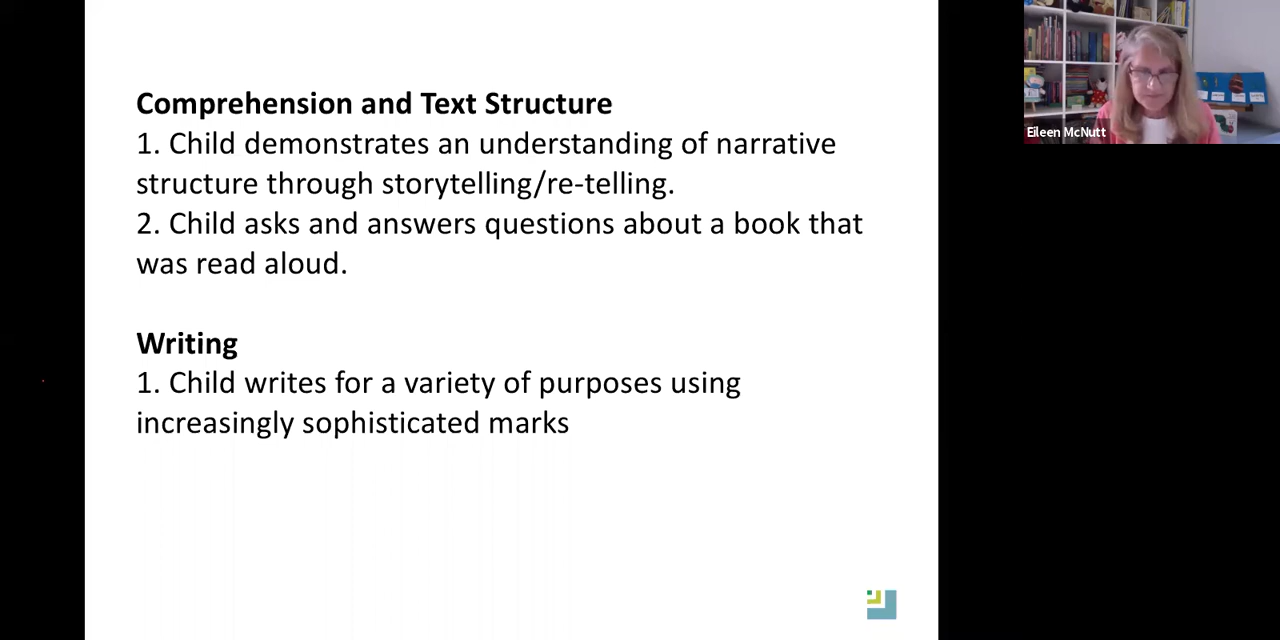 Comprehension and Text Structure
1. Child demonstrates an understanding of narrative
structure through storytelling/re-telling.
2. Child asks and answers questions about a book that
was read aloud.
Writing
1. Child writes for a variety of purposes using
increasingly sophisticated marks
Eileen McNutt